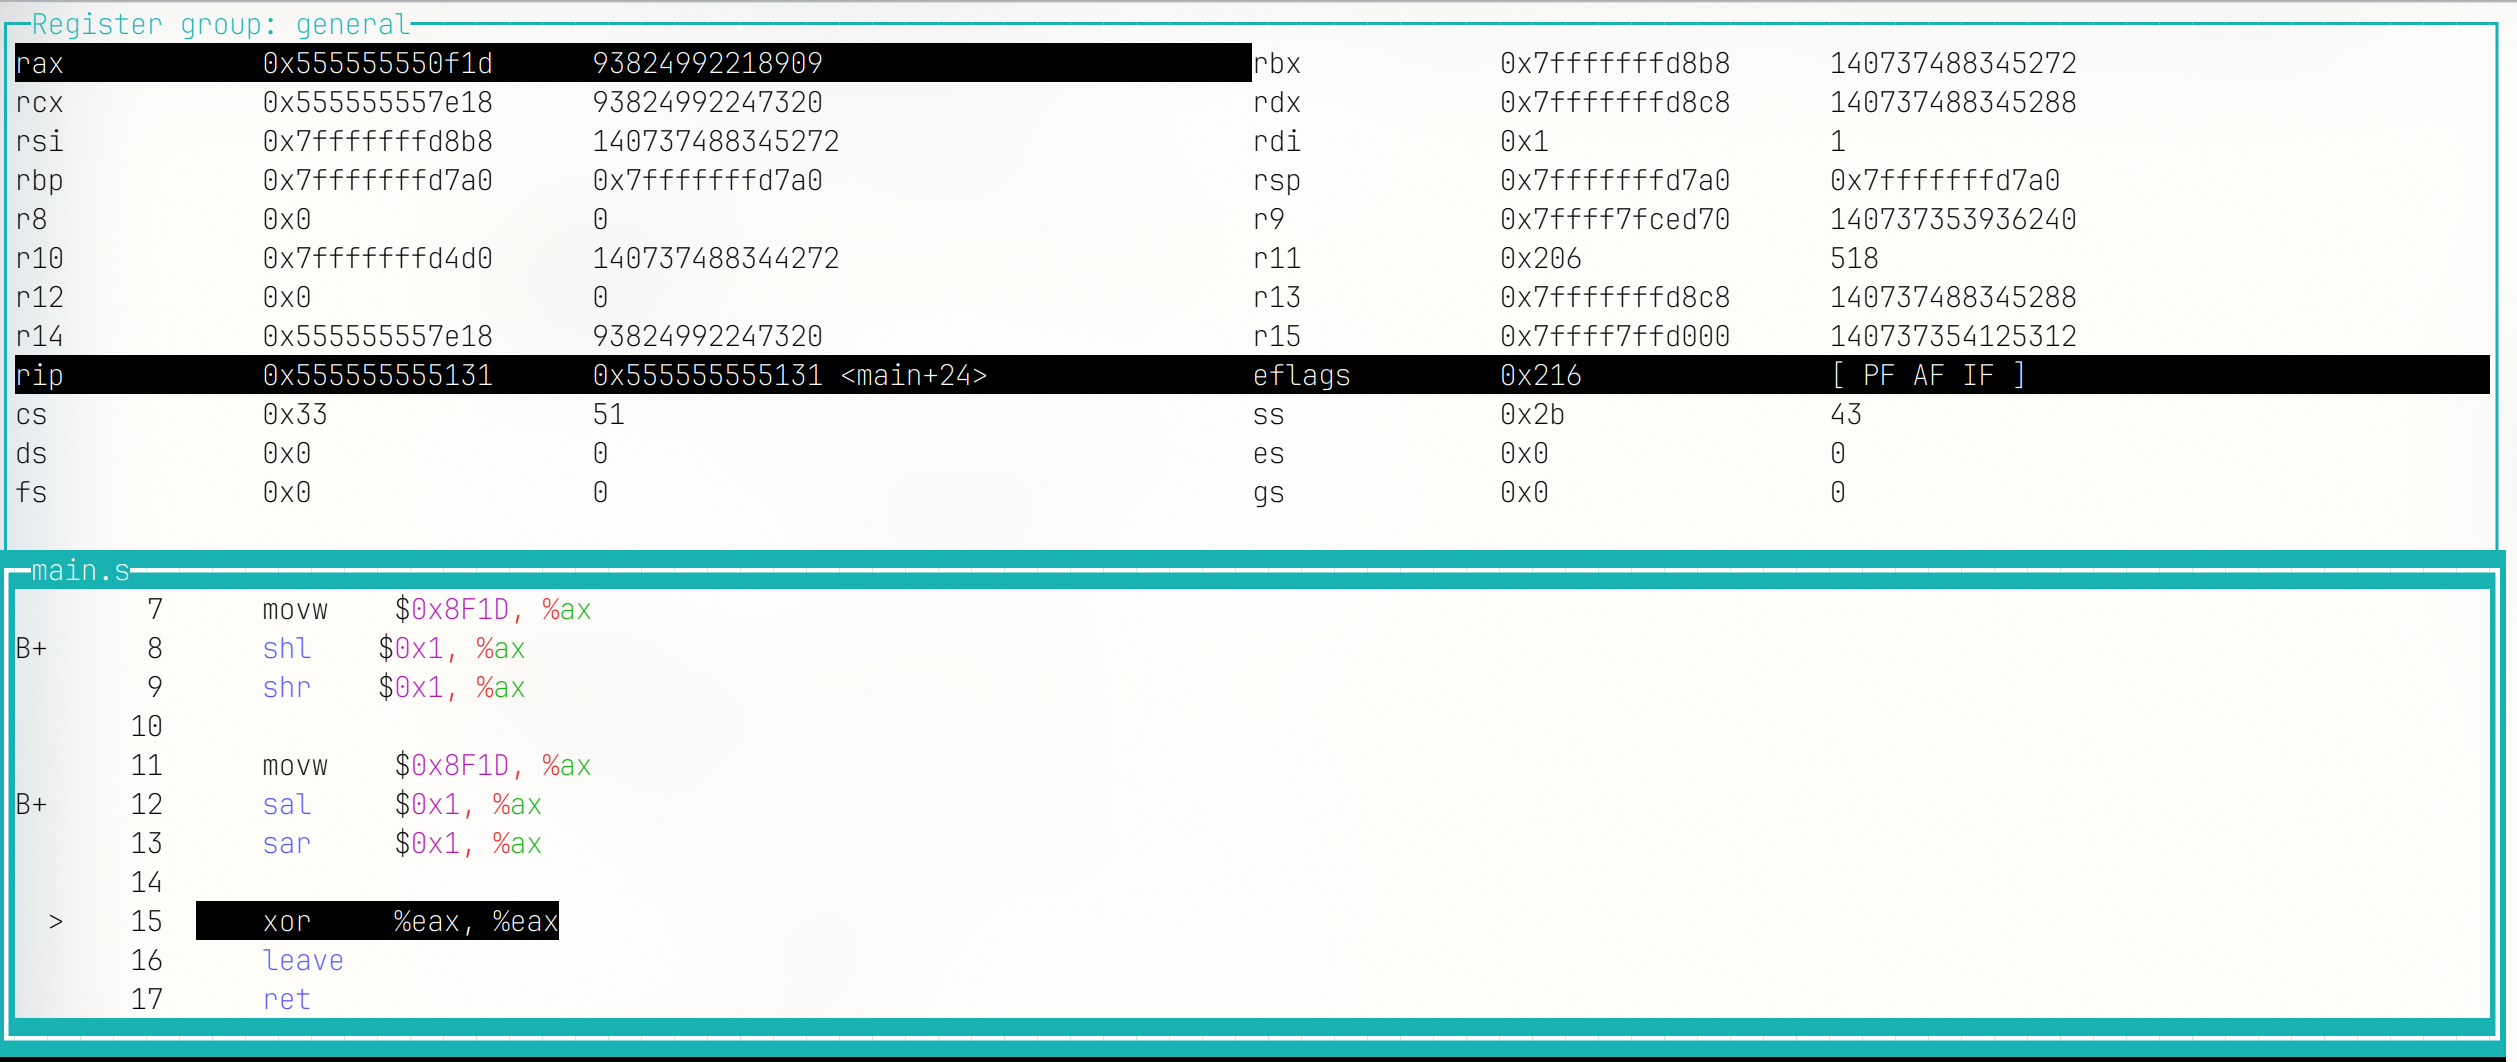 Register group: general
rax 0x555555550f1d 93824992218909 rbx 0x7fffffffd8b8 140737488345272
rcx 0x555555557e18 93824992247320 rdx 0x7fffffffd8c8 140737488345288
rsi 0x7fffffffd8b8 140737488345272 rdi 0x1 1
rbp 0x7fffffffd7a0 0x7fffffffd7a0 rsp 0x7fffffffd7a0 0x7fffffffd7a0
r8 0x0 0 r9 0x7ffff7fced70 140737353936240
r10 0x7fffffffd4d0 140737488344272 r11 0x206 518
r12 0x0 0 r13 0x7fffffffd8c8 140737488345288
r14 0x555555557e18 93824992247320 r15 0x7ffff7ffd000 140737354125312
rip 0x555555555131 0x555555555131 <main+24> eflags 0x216 [ PF AF IF ]
cs 0x33 51 ss 0x2b 43
ds 0x0 0 es 0x0 0
fs 0x0 0 gs 0x0 0
main.s
7 movw $0x8F1D, %ax
B+ 8 shl $0x1, %ax
9 shr $0x1, %ax
10
11 movw $0x8F1D, %ax
B+ 12 sal $0x1, %ax
13 sar $0x1, %ax
14
> 15 xor %eax, %eax
16 leave
17 ret